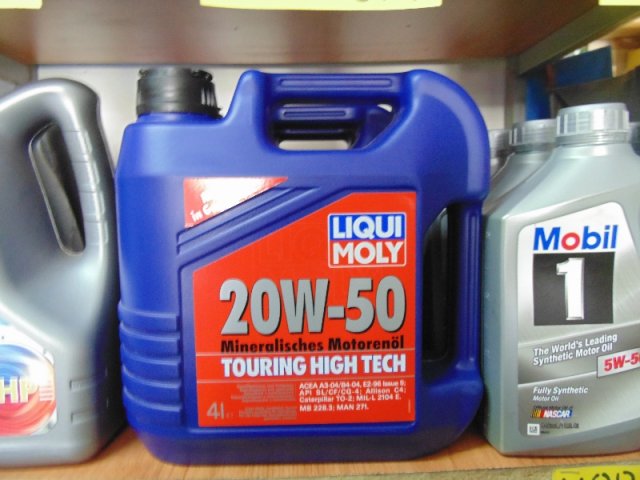 LIQUI
MOLY
20W-50
Mineralisches Motorenöl
TOURING HIGH TECH
ACEA A3-04/B4-04, E2-96 Issue 5;
API SL/CF/CG-4; Allison C4;
Caterpillar TO-2; MIL-L 2104 E.
MB 228.3; MAN 271.
4l
HP
Mobil
1
The World's Leading
Synthetic Motor Oil
5W-50
Fully Synthetic
Motor Oil
NASCAR